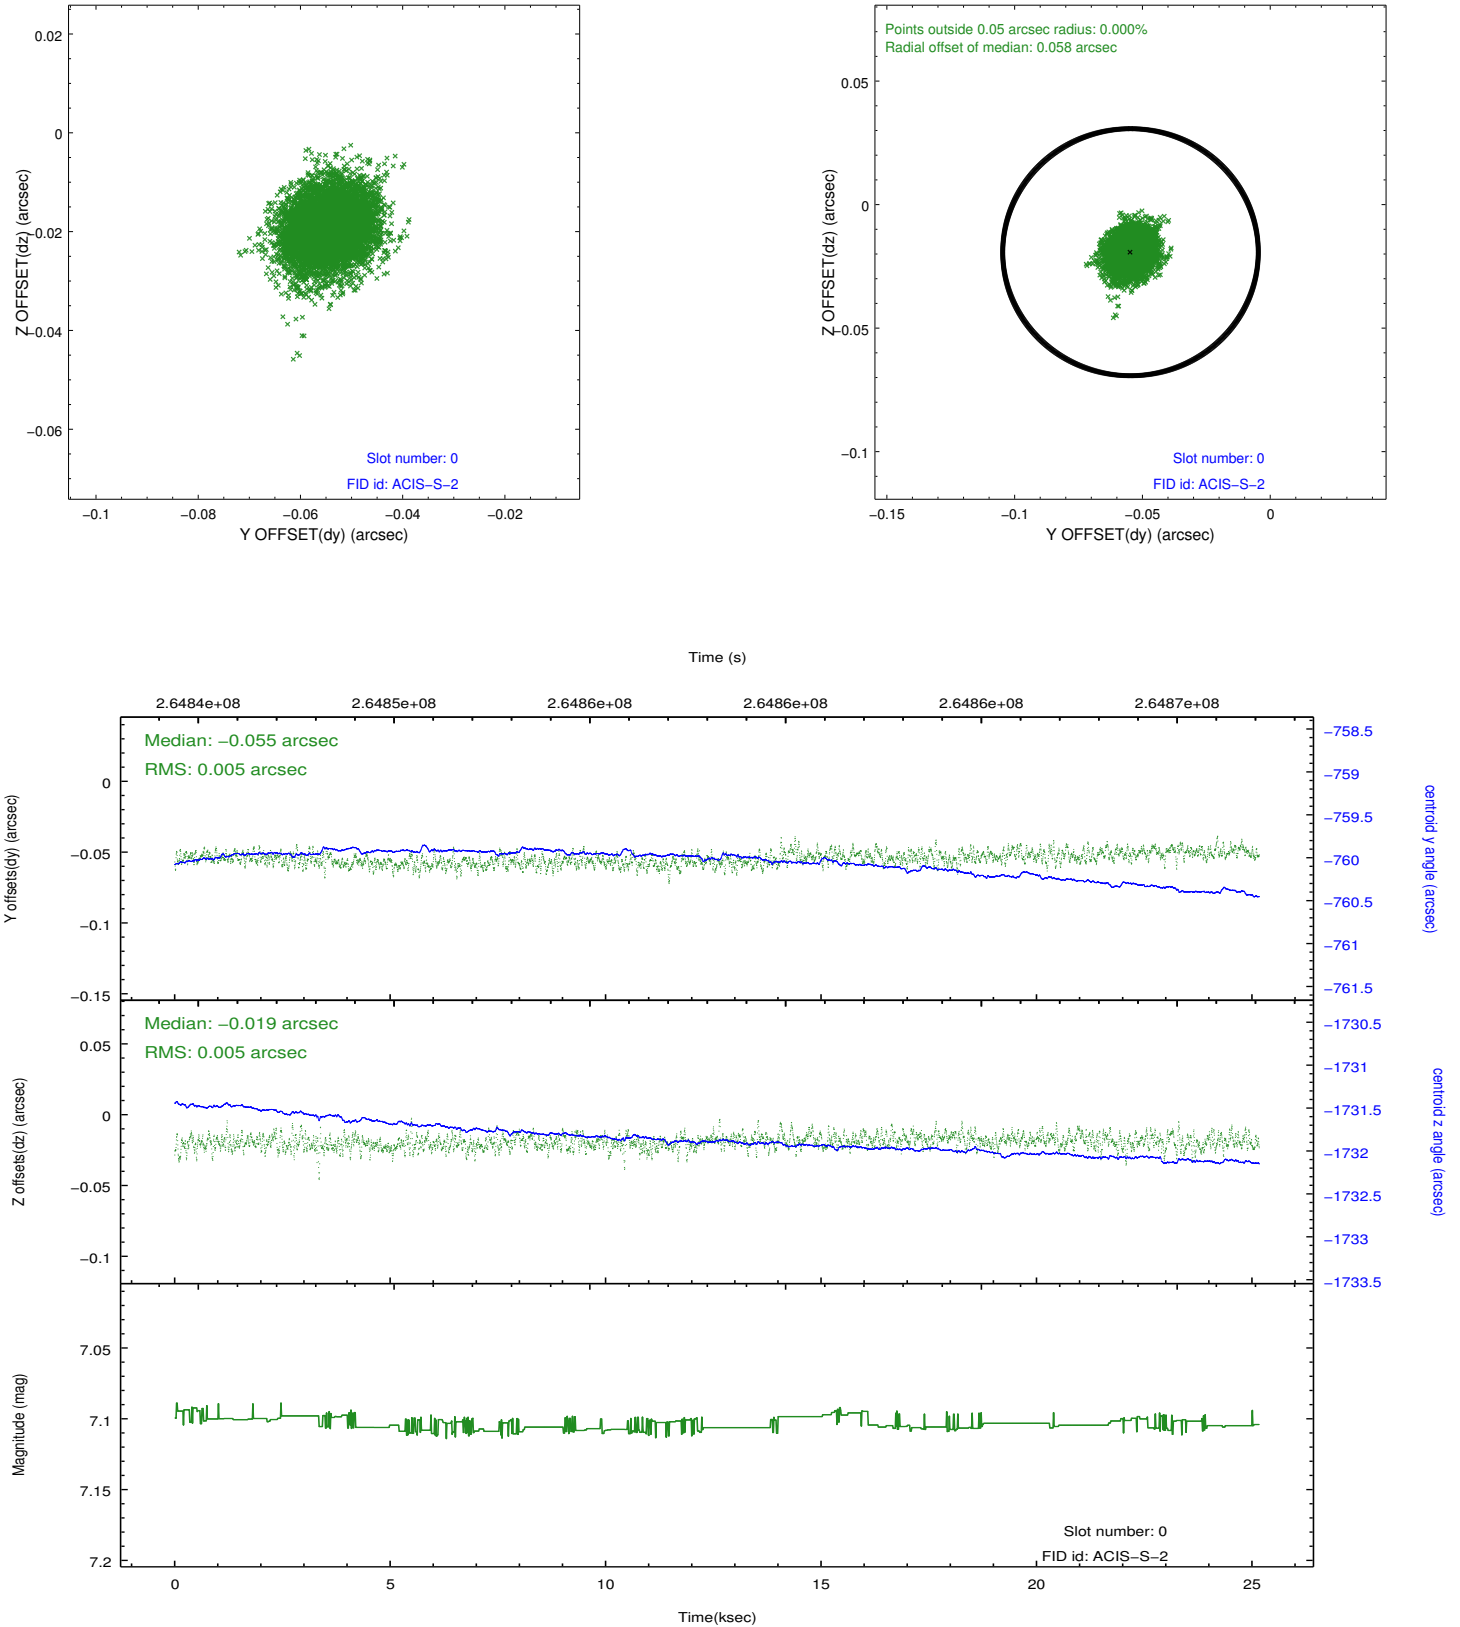 0.02
0
−0.02
−0.04
−0.06
Z OFFSET(dz) (arcsec)
Slot number: 0
FID id: ACIS−S−2
−0.1
−0.08
−0.06
−0.04
−0.02
Y OFFSET(dy) (arcsec)
Points outside 0.05 arcsec radius: 0.000%
Radial offset of median: 0.058 arcsec
0.05
0
−0.05
−0.1
Z OFFSET(dz) (arcsec)
Slot number: 0
FID id: ACIS−S−2
−0.15
−0.1
−0.05
0
Y OFFSET(dy) (arcsec)
Time (s)
2.6484e+08
2.6485e+08
2.6486e+08
2.6486e+08
2.6486e+08
2.6487e+08
Median: −0.055 arcsec
RMS: 0.005 arcsec
0
−0.05
−0.1
−0.15
Y offsets(dy) (arcsec)
−758.5
−759
−759.5
−760
−760.5
−761
−761.5
centroid y angle (arcsec)
Median: −0.019 arcsec
RMS: 0.005 arcsec
0.05
0
−0.05
−0.1
Z offsets(dz) (arcsec)
−1730.5
−1731
−1731.5
−1732
−1732.5
−1733
−1733.5
centroid z angle (arcsec)
7.05
7.1
7.15
7.2
Magnitude (mag)
Slot number: 0
FID id: ACIS−S−2
0
5
10
15
20
25
Time(ksec)